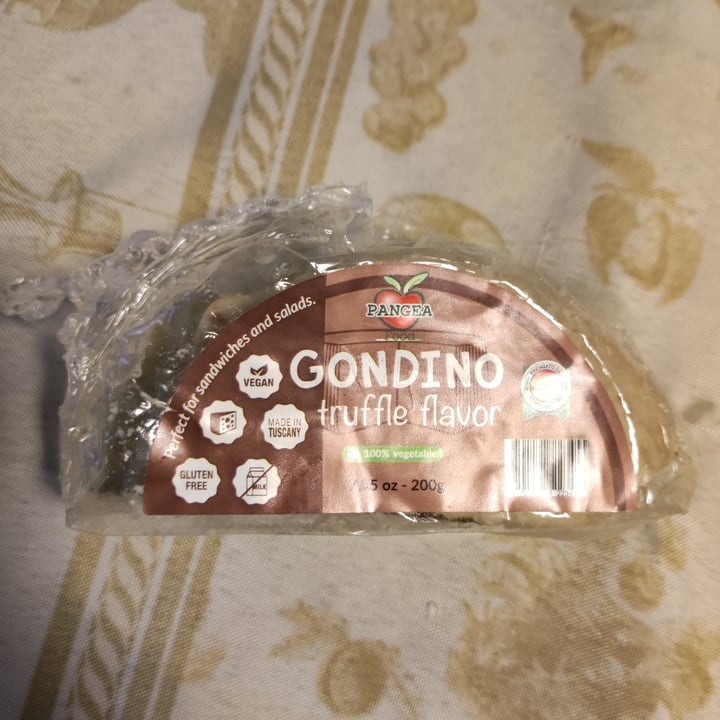 PANGEA
Food
Perfect for sandwiches and salads.
GONDINO
truffle flavor
VEGAN
MADE IN
TUSCANY
GLUTEN
FREE
MILK
100% vegetable
oz - 200g